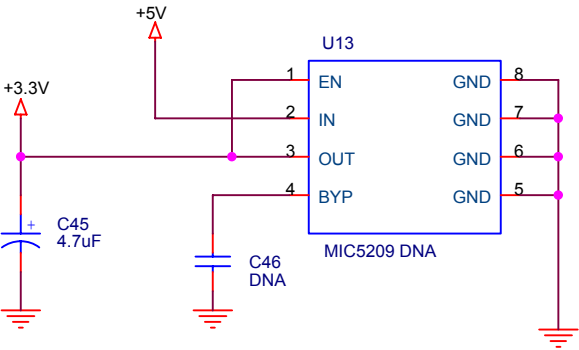 +5V
U13
+3.3V
1 EN GND 8
2 IN GND 7
3 OUT GND 6
4 BYP GND 5
+
C45
4.7uF
MIC5209 DNA
C46
DNA